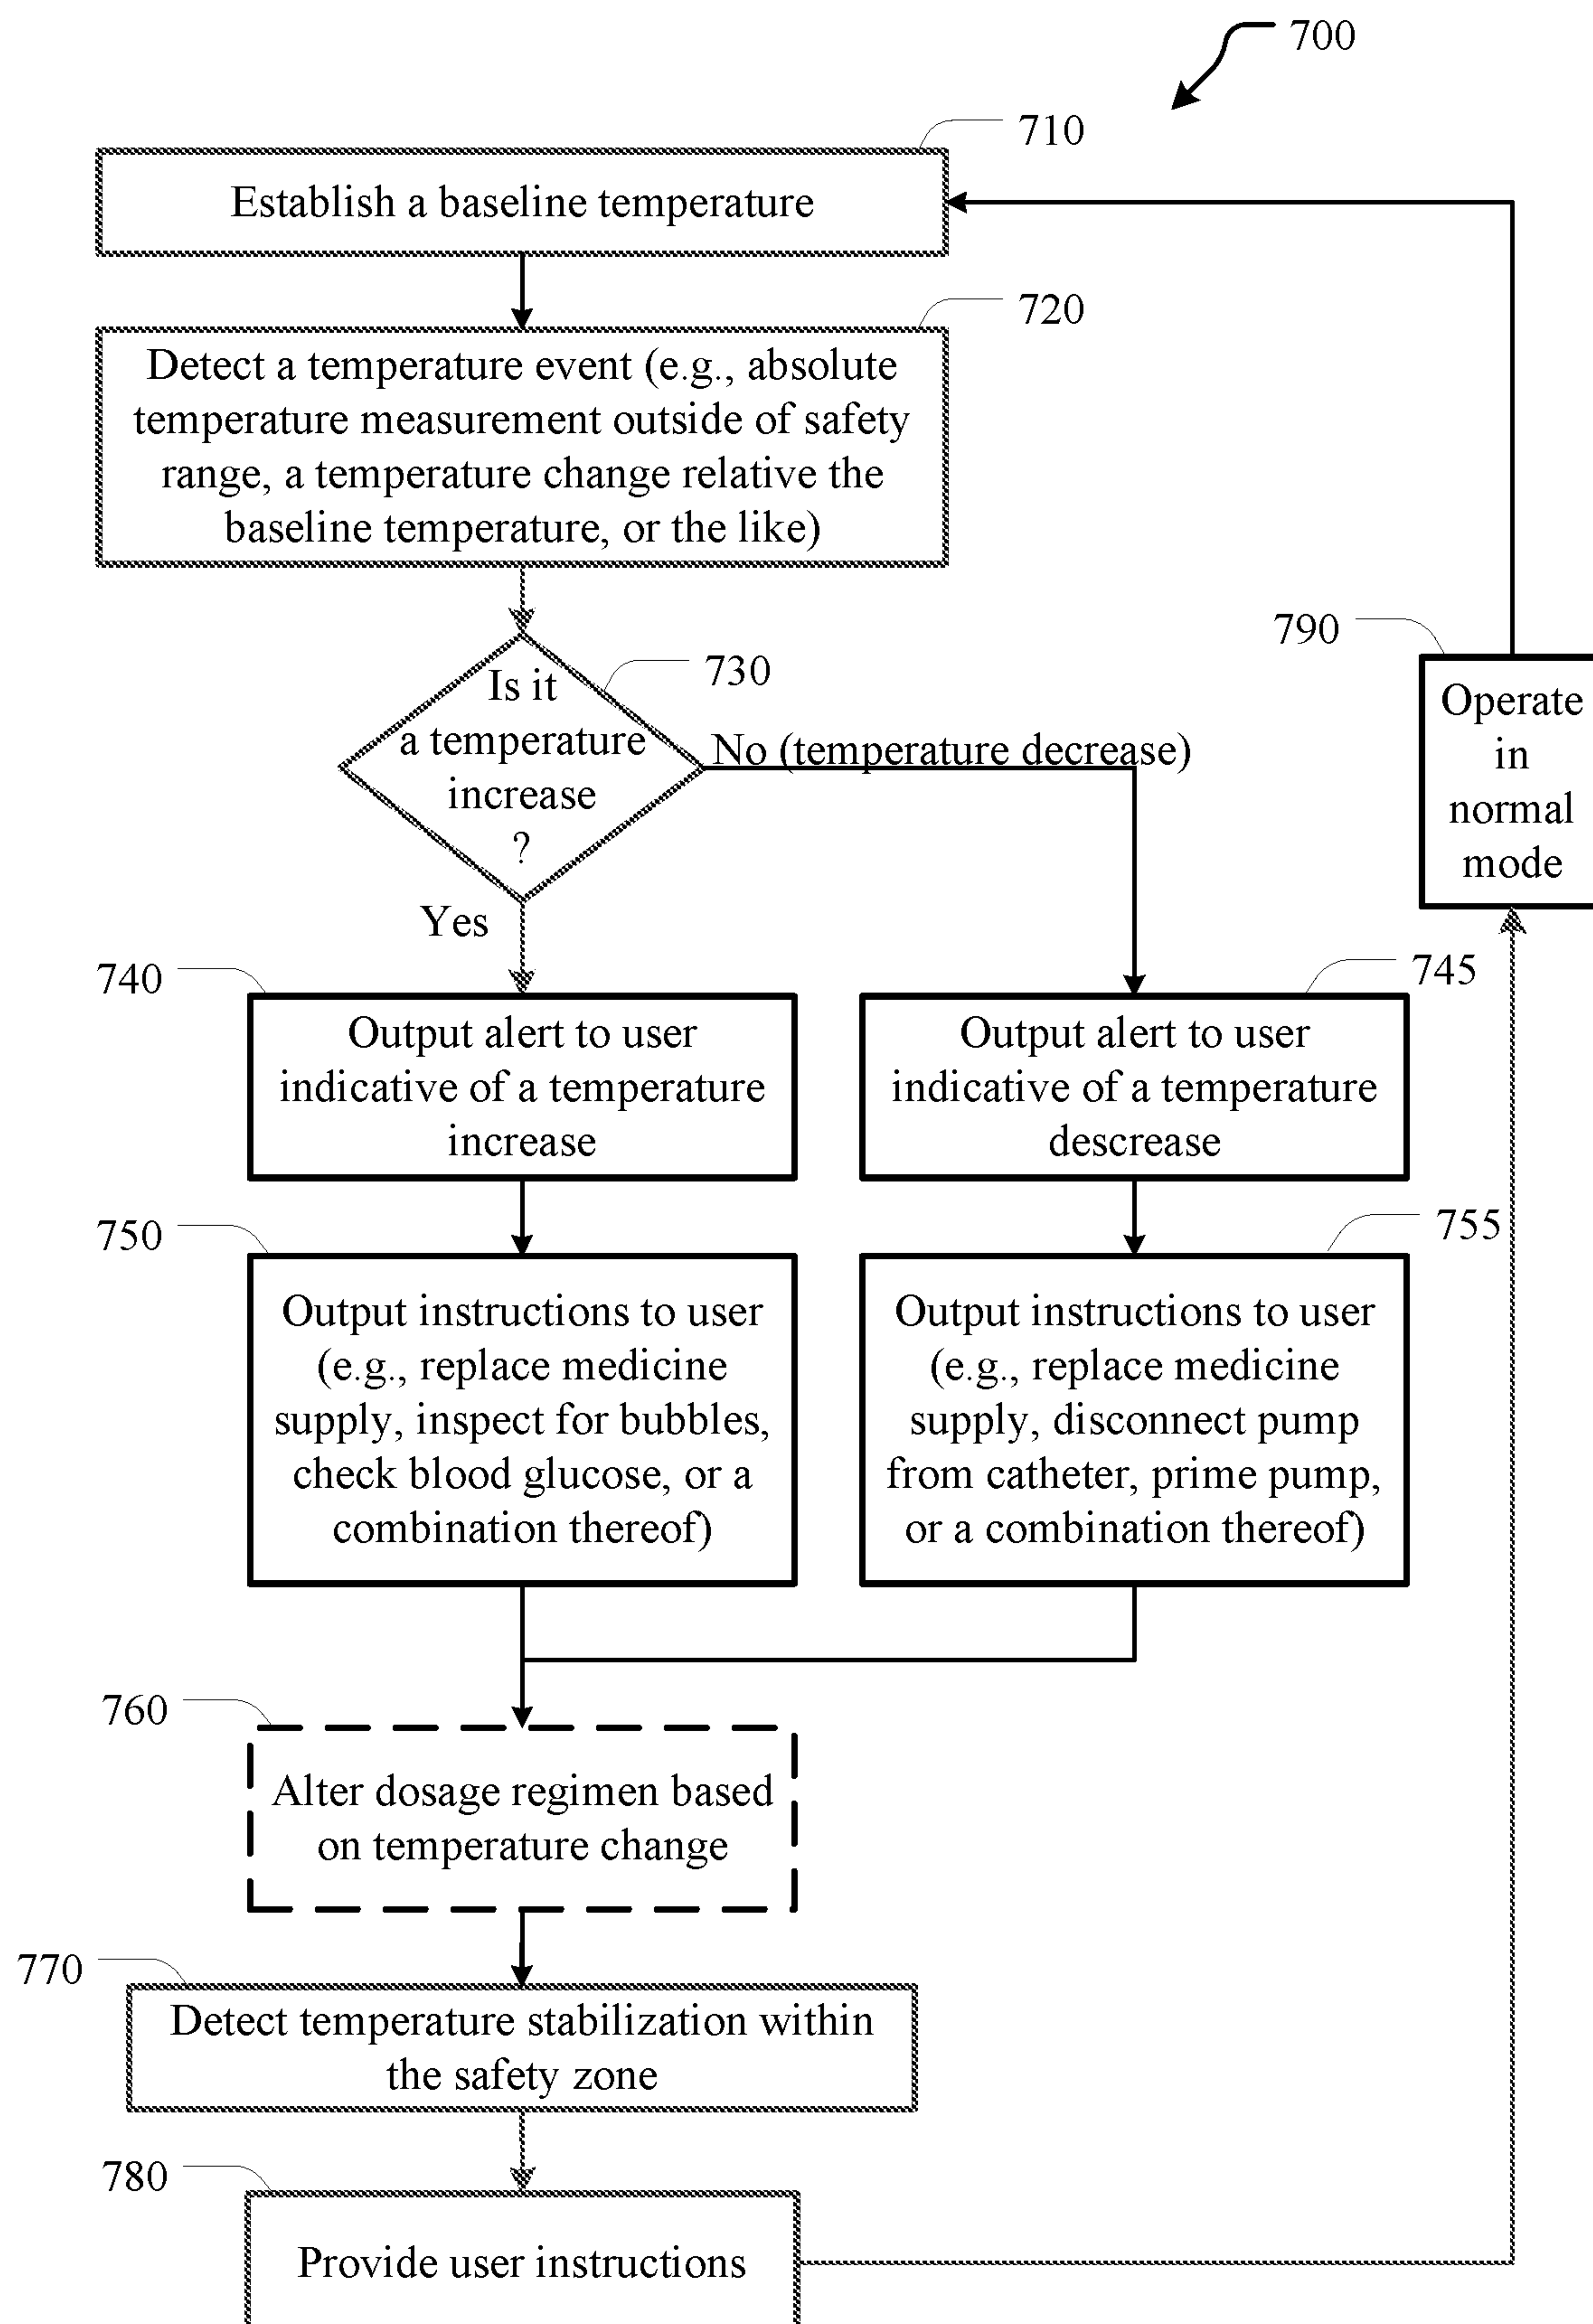 700
710
Establish a baseline temperature
720
Detect a temperature event (e.g., absolute
temperature measurement outside of safety
range, a temperature change relative the
baseline temperature, or the like)
730
Is it
a temperature
increase
?
No (temperature decrease)
Yes
790
Operate
in
normal
mode
740
Output alert to user
indicative of a temperature
increase
745
Output alert to user
indicative of a temperature
descrease
750
Output instructions to user
(e.g., replace medicine
supply, inspect for bubbles,
check blood glucose, or a
combination thereof)
755
Output instructions to user
(e.g., replace medicine
supply, disconnect pump
from catheter, prime pump,
or a combination thereof)
760
Alter dosage regimen based
on temperature change
770
Detect temperature stabilization within
the safety zone
780
Provide user instructions